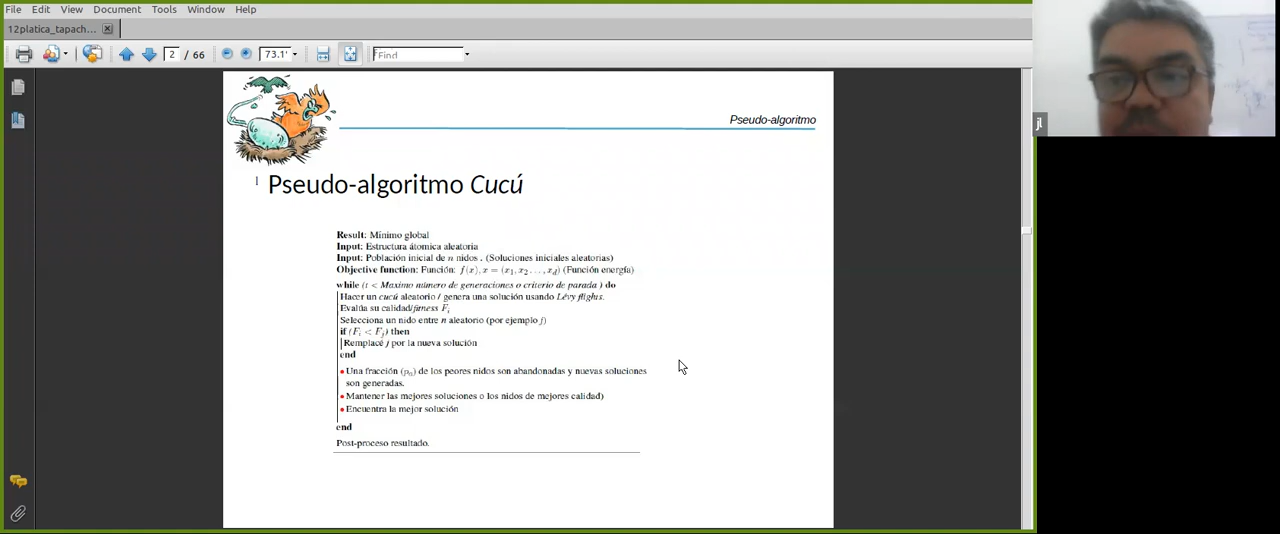 File Edit View Document Tools Window Help
12platica_tapach...
2 / 66 73.1 Find
Pseudo-algoritmo
Pseudo-algoritmo Cucú
Result: Mínimo global
Input: Estructura átomica aleatoria
Input: Población inicial de n nidos . (Soluciones iniciales aleatorias)
Objective function: Función: f(x), x = (x1, x2 . . . , xd) (Función energía)
while (t < Maximo número de generaciones o criterio de parada ) do
Hacer un cucú aleatorio / genera una solución usando Lévy flighs.
Evalúa su calidad/fitness Fi
Selecciona un nido entre n aleatorio (por ejemplo j)
if (Fi < Fj) then
Remplacé j por la nueva solución
end
Una fracción (pa) de los peores nidos son abandonadas y nuevas soluciones
son generadas.
Mantener las mejores soluciones o los nidos de mejores calidad)
Encuentra la mejor solución
end
Post-proceso resultado.
jl